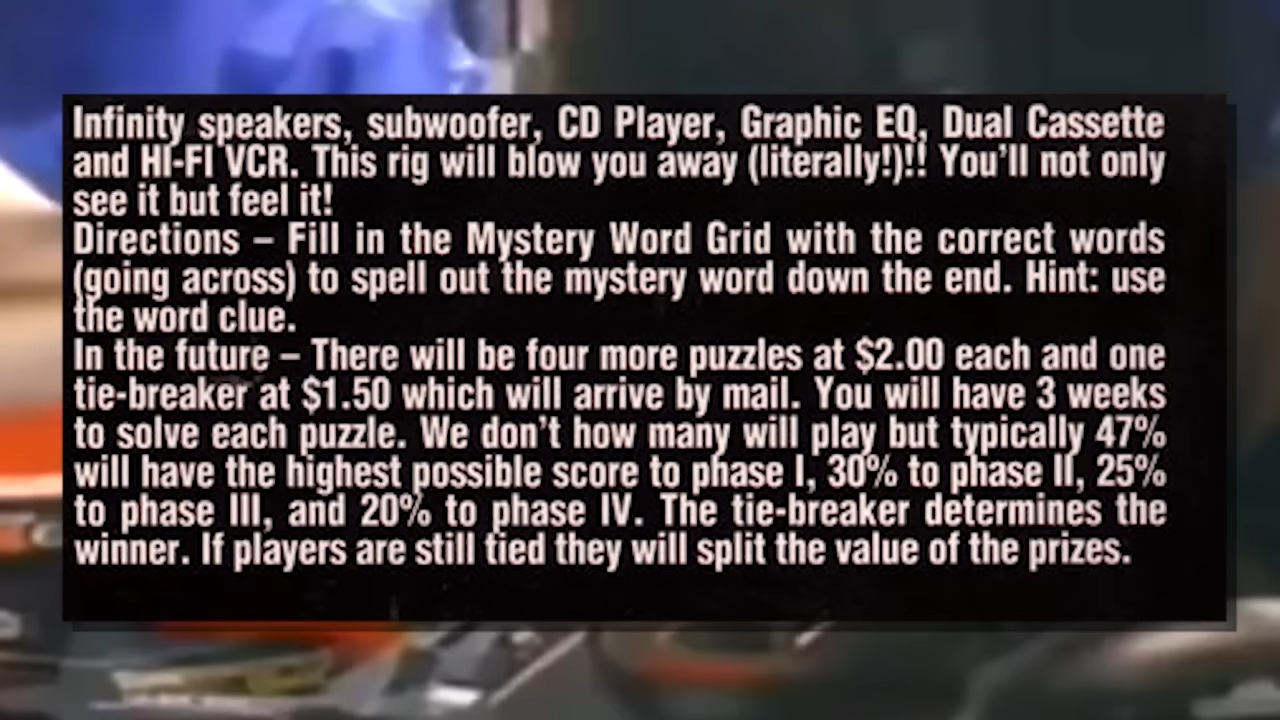 Infinity speakers, subwoofer, CD Player, Graphic EQ, Dual Cassette
and HI-FI VCR. This rig will blow you away (literally!)!! You'll not only
see it but feel it!
Directions – Fill in the Mystery Word Grid with the correct words
(going across) to spell out the mystery word down the end. Hint: use
the word clue.
In the future – There will be four more puzzles at $2.00 each and one
tie-breaker at $1.50 which will arrive by mail. You will have 3 weeks
to solve each puzzle. We don't how many will play but typically 47%
will have the highest possible score to phase I, 30% to phase II, 25%
to phase III, and 20% to phase IV. The tie-breaker determines the
winner. If players are still tied they will split the value of the prizes.